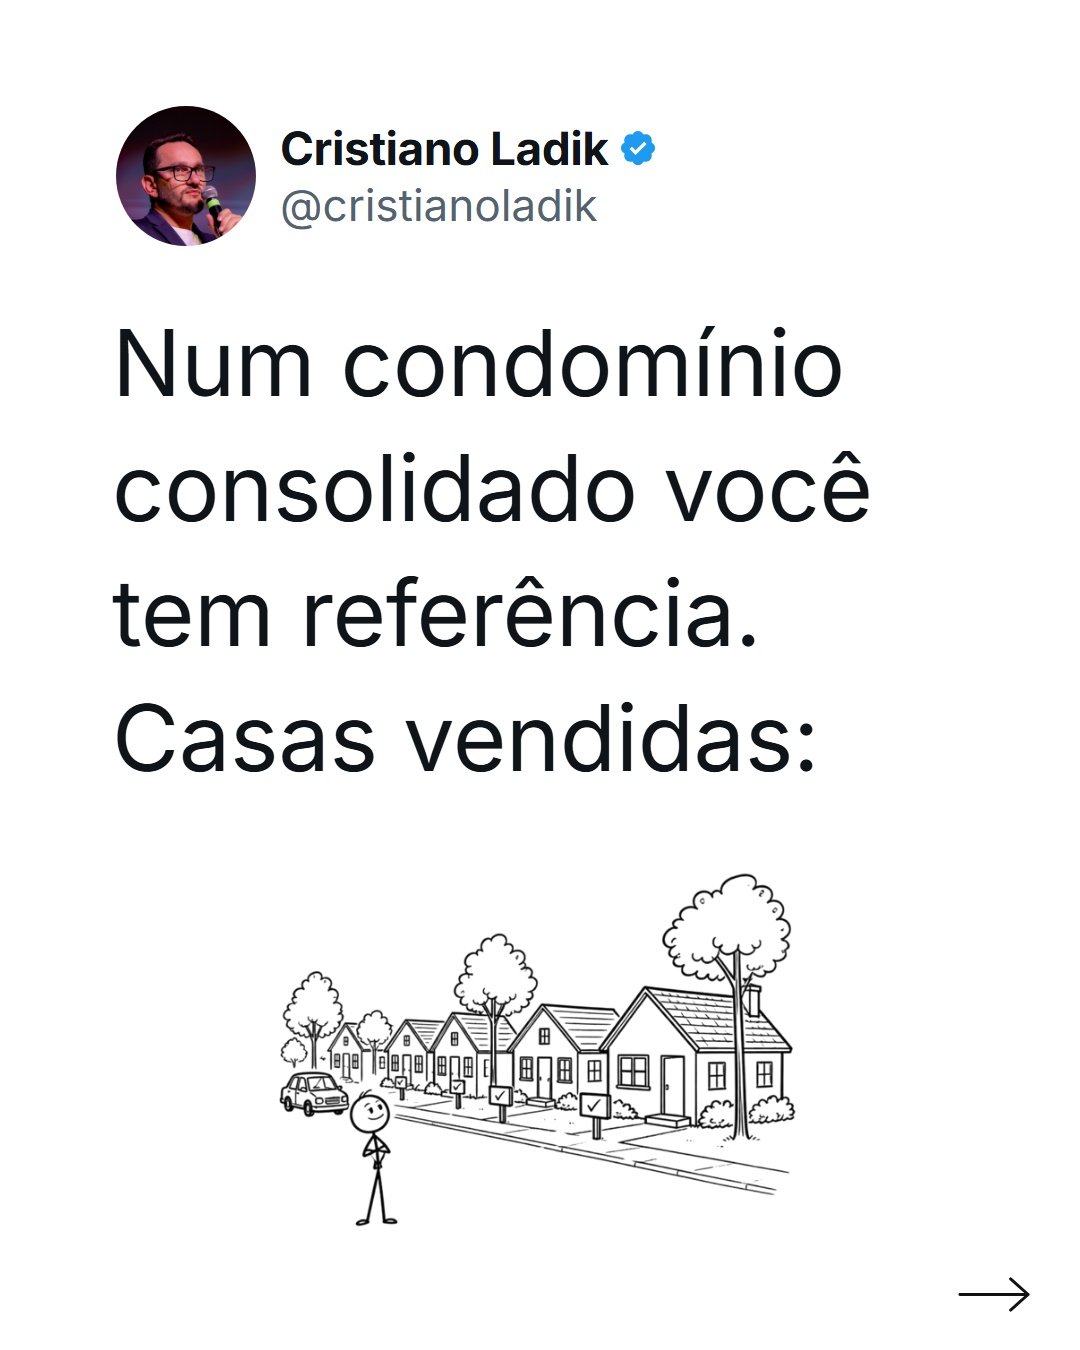 Cristiano Ladik
@cristianoladik
Num condomínio
consolidado você
tem referência.
Casas vendidas: